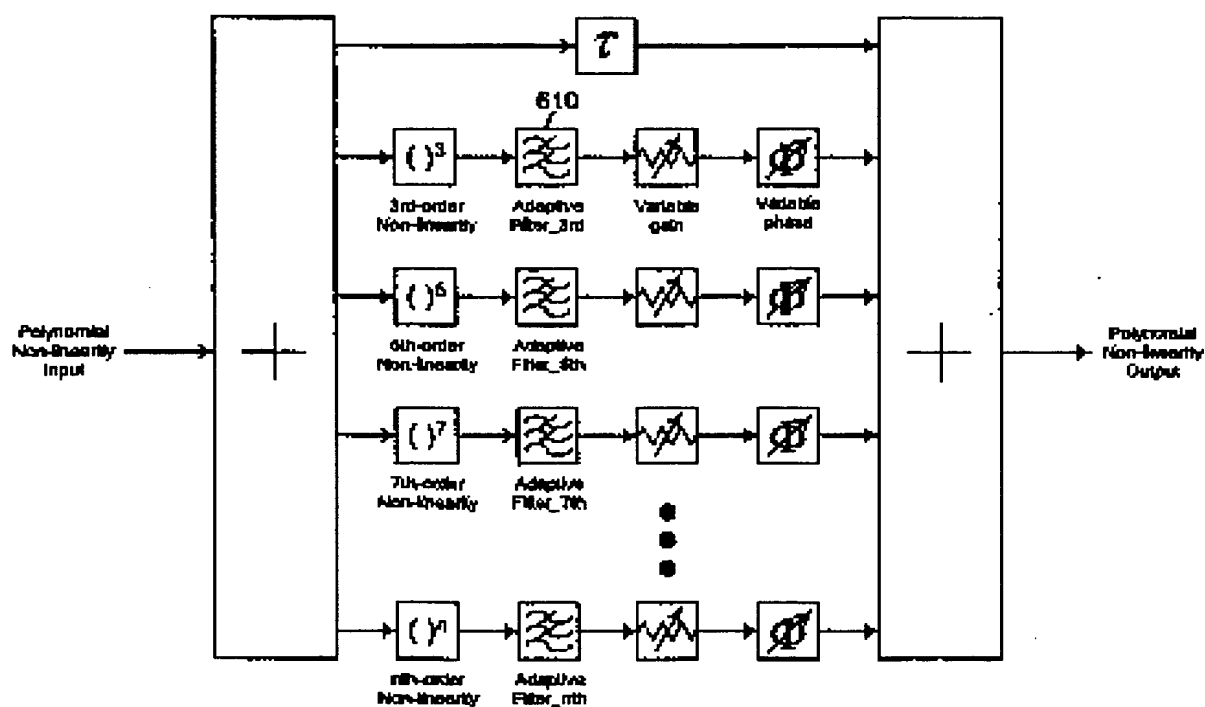 τ
610
( )³
3rd-order
Non-linearity
Adaptive
Filter_3rd
Variable
gain
Φ
Variable
phase
( )⁵
5th-order
Non-linearity
Adaptive
Filter_5th
Φ
Polynomial
Non-linearity
Input
+
+
Polynomial
Non-linearity
Output
( )⁷
7th-order
Non-linearity
Adaptive
Filter_7th
Φ
( )ⁿ
nth-order
Non-linearity
Adaptive
Filter_nth
Φ